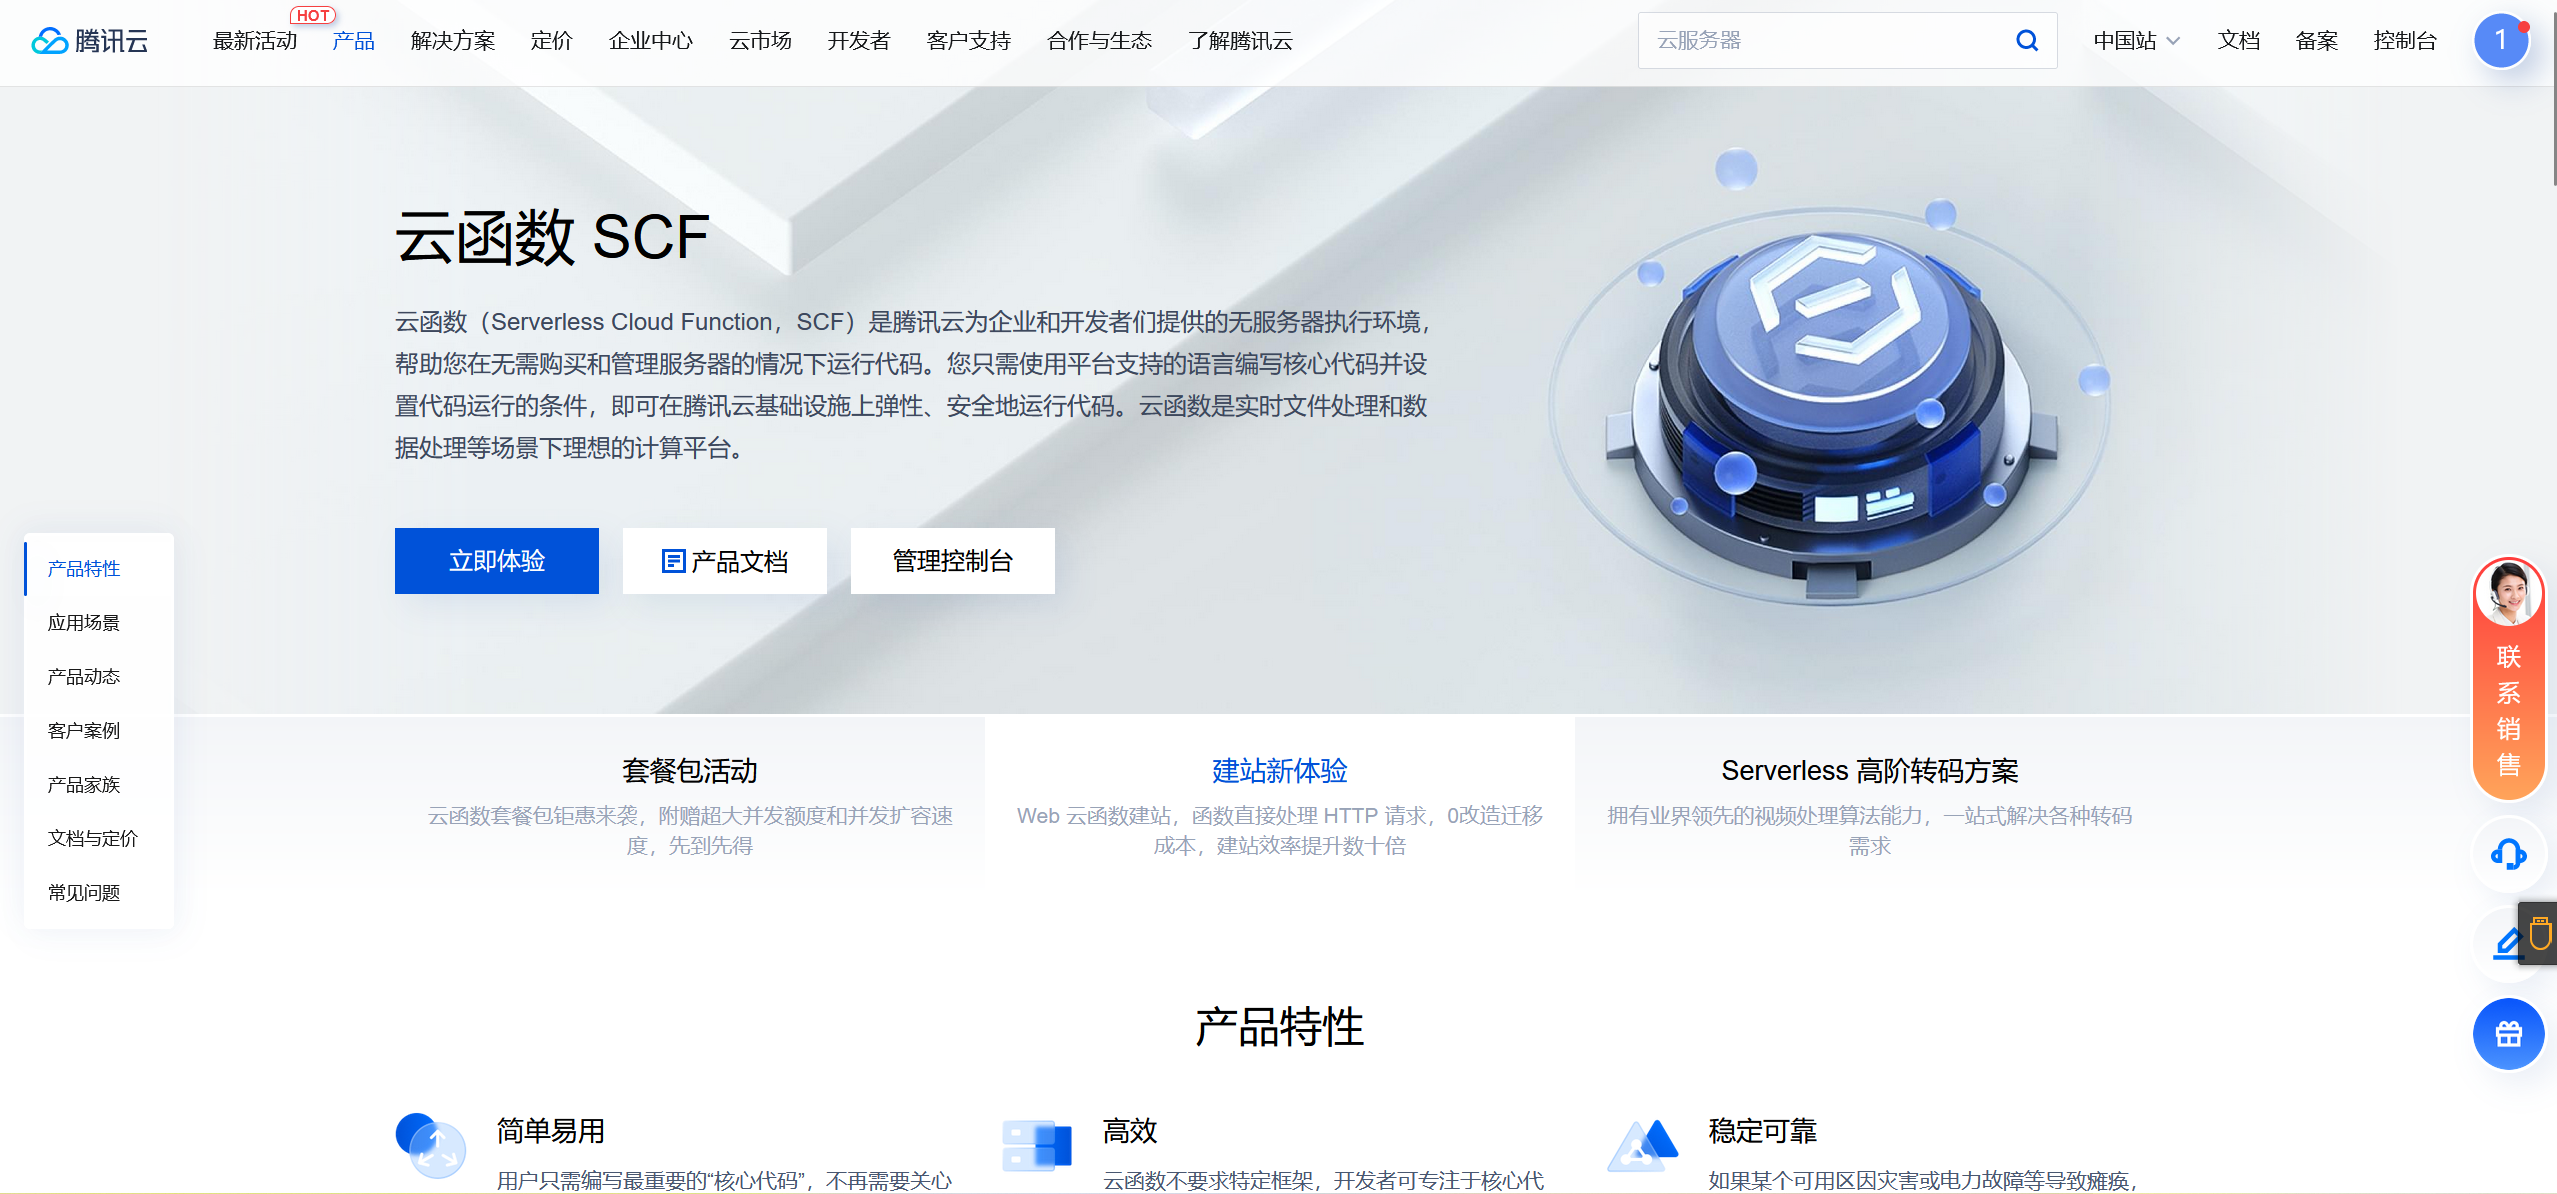 腾讯云
最新活动
HOT
产品
解决方案
定价
企业中心
云市场
开发者
客户支持
合作与生态
了解腾讯云
云服务器
中国站
文档
备案
控制台
1
云函数 SCF
云函数（Serverless Cloud Function，SCF）是腾讯云为企业和开发者们提供的无服务器执行环境，
帮助您在无需购买和管理服务器的情况下运行代码。您只需使用平台支持的语言编写核心代码并设
置代码运行的条件，即可在腾讯云基础设施上弹性、安全地运行代码。云函数是实时文件处理和数
据处理等场景下理想的计算平台。
立即体验
产品文档
管理控制台
产品特性
应用场景
产品动态
客户案例
产品家族
文档与定价
常见问题
联
系
销
售
套餐包活动
云函数套餐包钜惠来袭，附赠超大并发额度和并发扩容速
度，先到先得
建站新体验
Web 云函数建站，函数直接处理 HTTP 请求，0改造迁移
成本，建站效率提升数十倍
Serverless 高阶转码方案
拥有业界领先的视频处理算法能力，一站式解决各种转码
需求
产品特性
简单易用
用户只需编写最重要的“核心代码”，不再需要关心
高效
云函数不要求特定框架，开发者可专注于核心代
稳定可靠
如果某个可用区因灾害或电力故障等导致瘫痪，